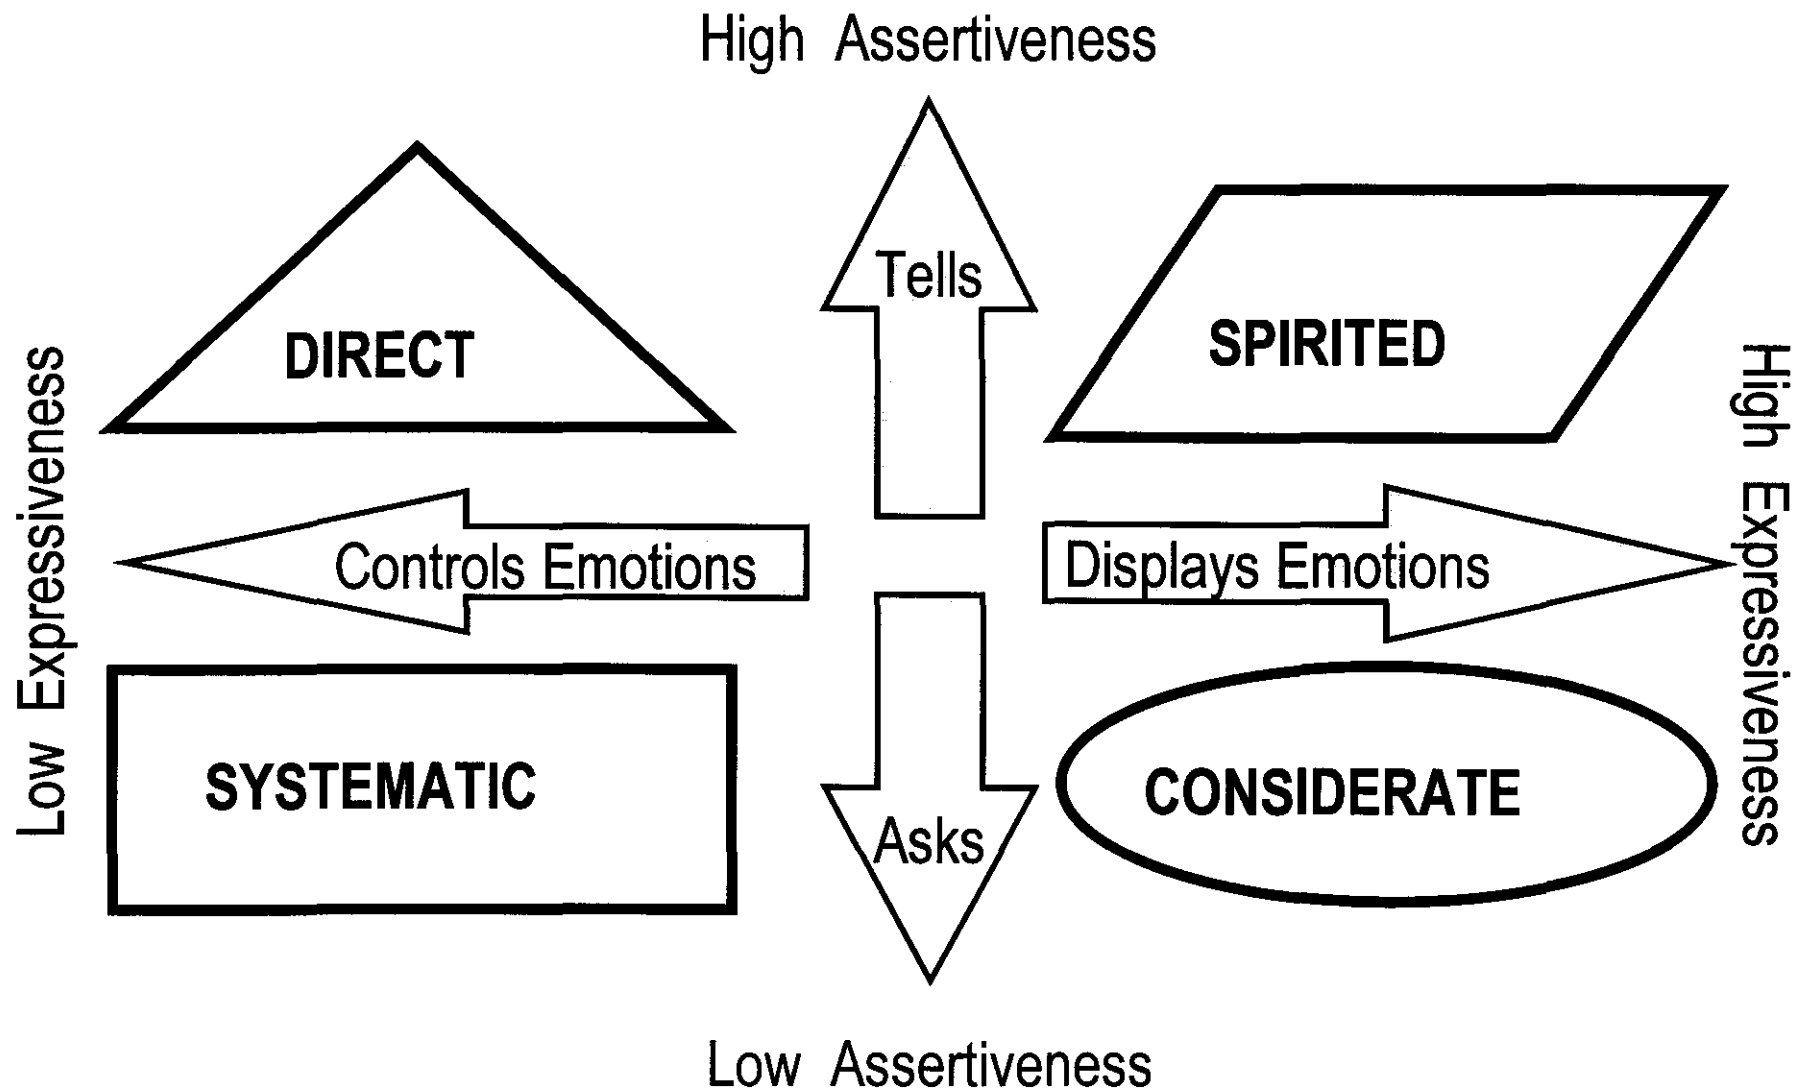 High Assertiveness
Tells
DIRECT
SPIRITED
Low Expressiveness
High Expressiveness
Controls Emotions
Displays Emotions
SYSTEMATIC
CONSIDERATE
Asks
Low Assertiveness